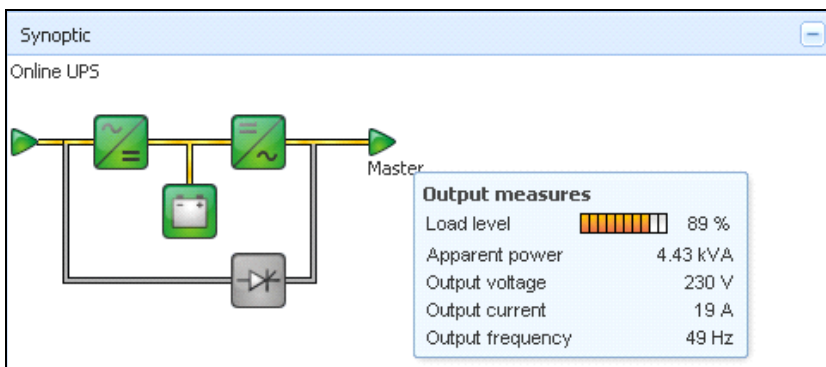 Synoptic
Online UPS
Master
Output measures
Load level 89 %
Apparent power 4.43 kVA
Output voltage 230 V
Output current 19 A
Output frequency 49 Hz